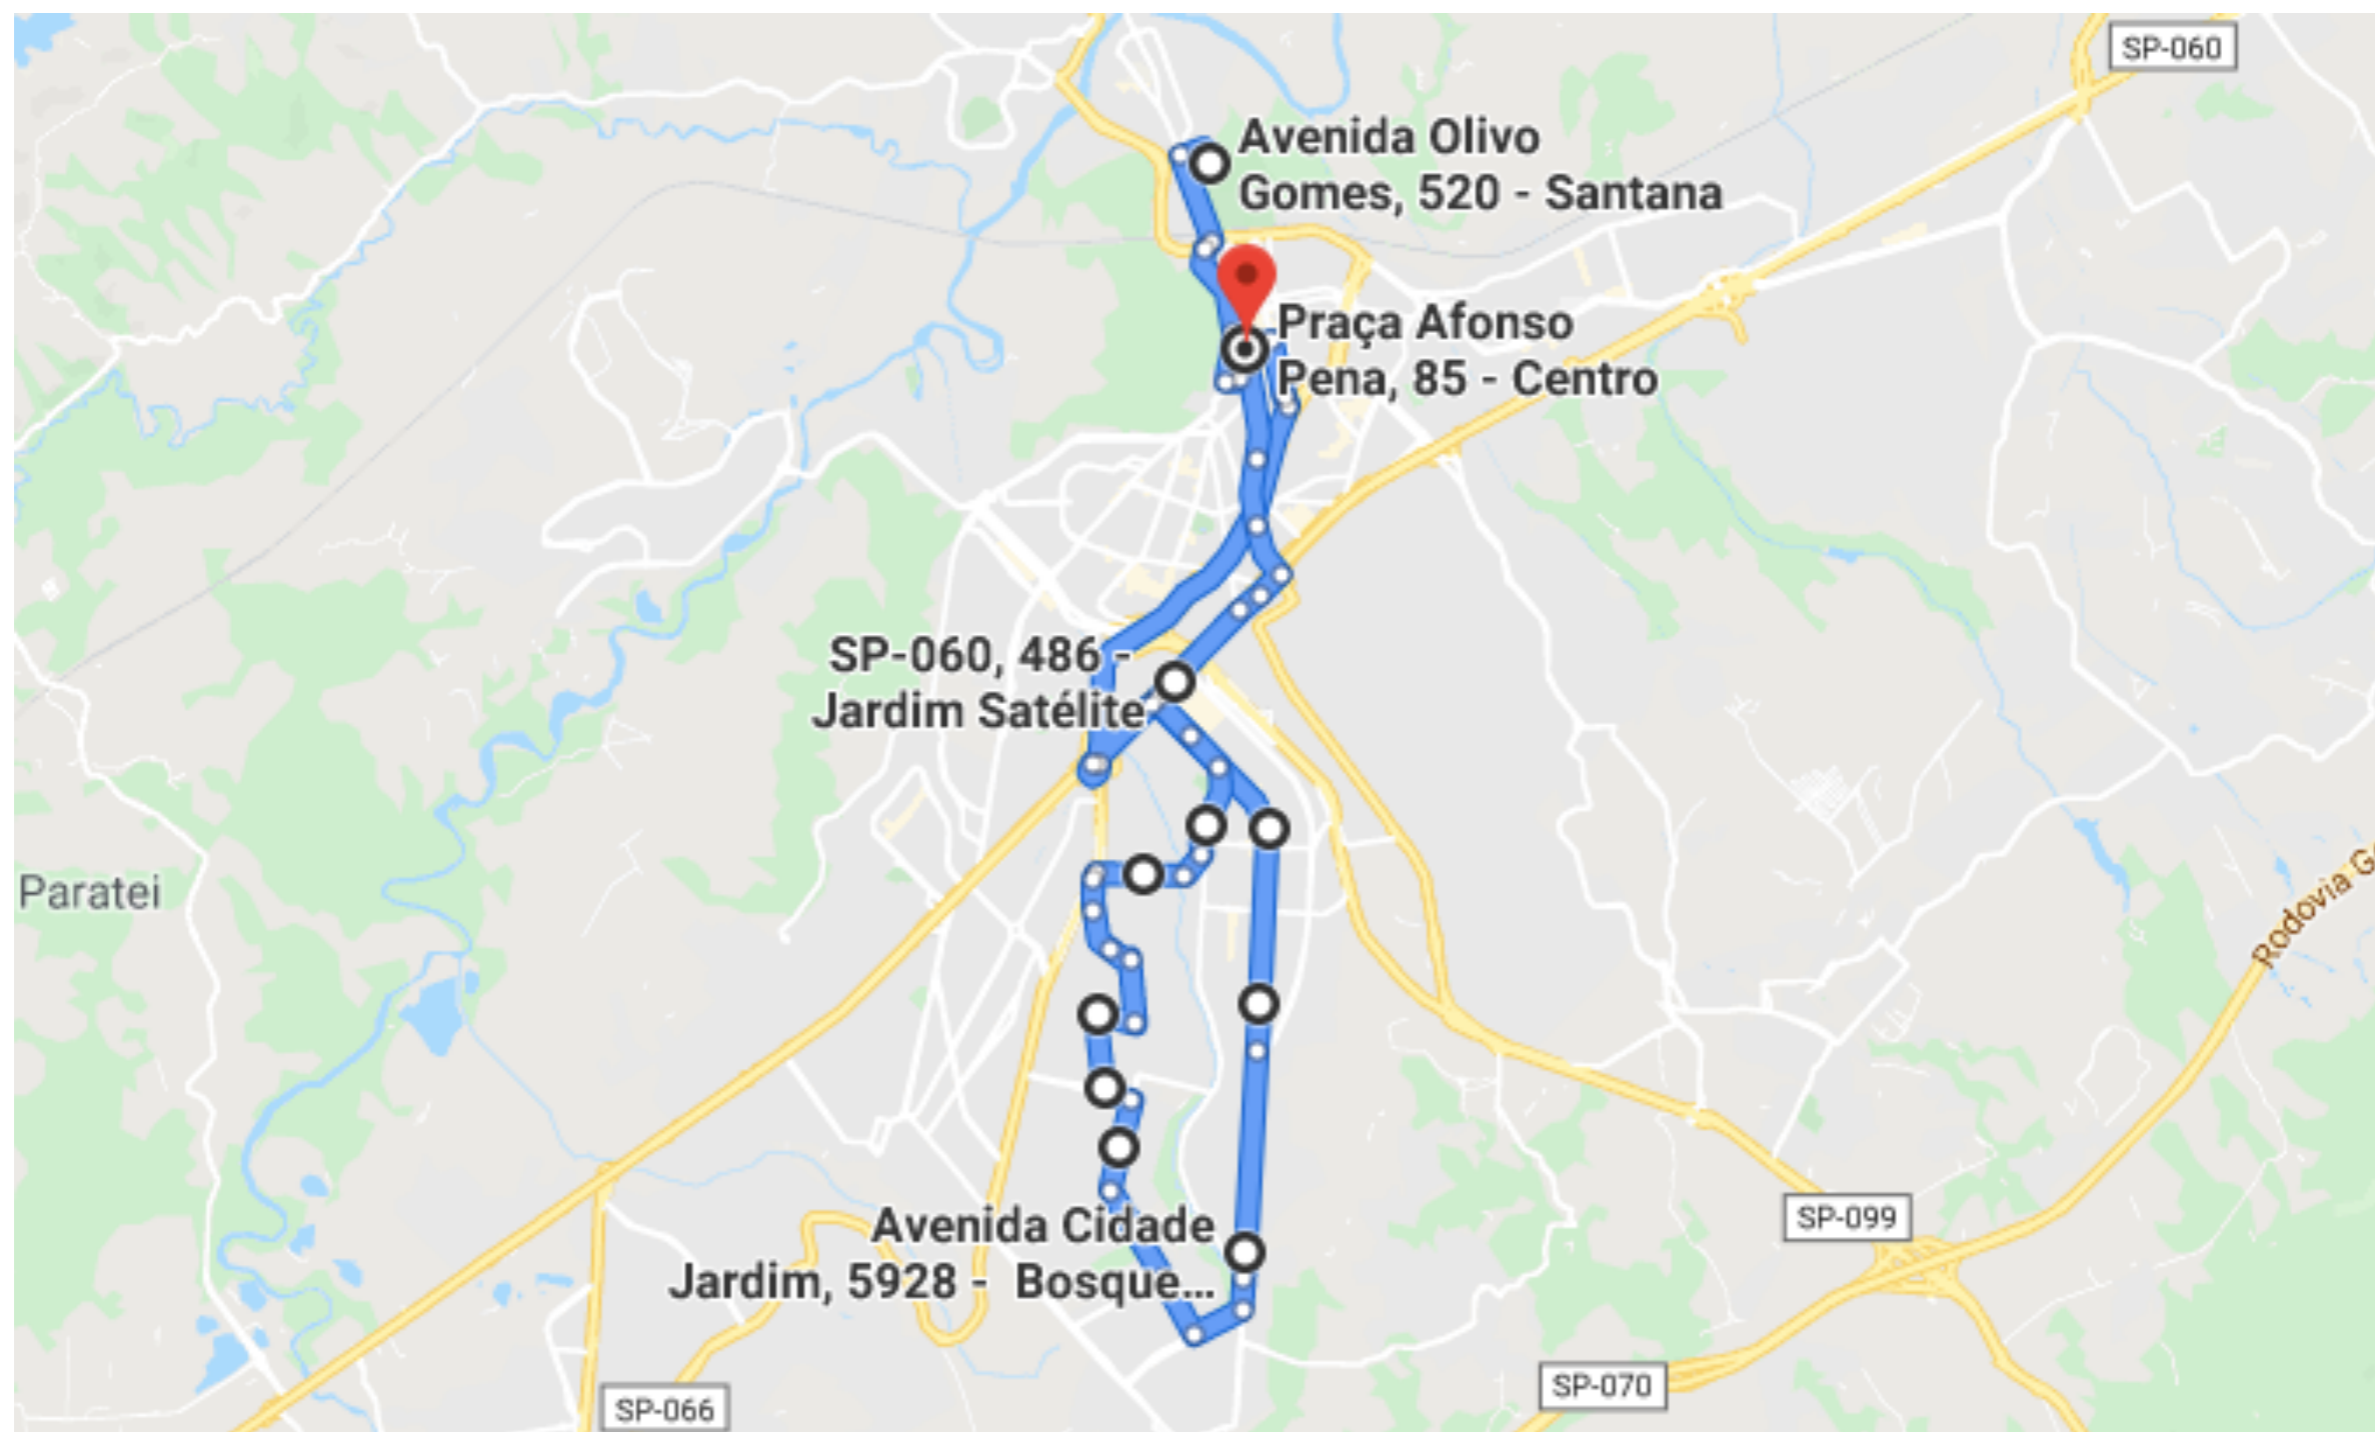 SP-060
Avenida Olivo
Gomes, 520 - Santana
Praça Afonso
Pena, 85 - Centro
SP-060, 486 -
Jardim Satélite
Paratei
Rodovia G
Avenida Cidade
Jardim, 5928 - Bosque...
SP-099
SP-070
SP-066